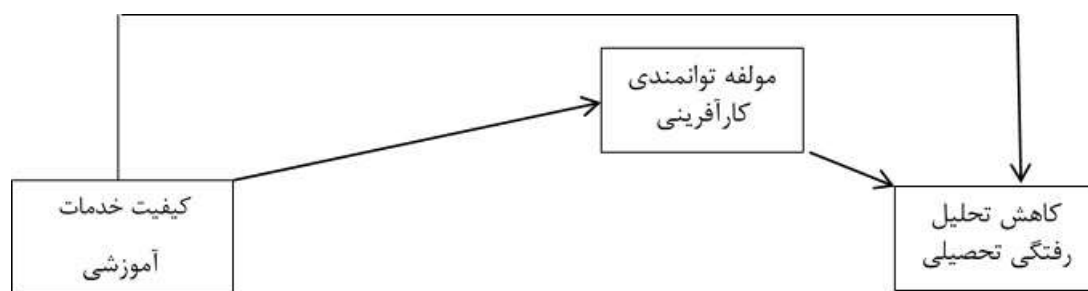 مولفه توانمندی
کارآفرینی
کیفیت خدمات
آموزشی
کاهش تحلیل
رفتگی تحصیلی